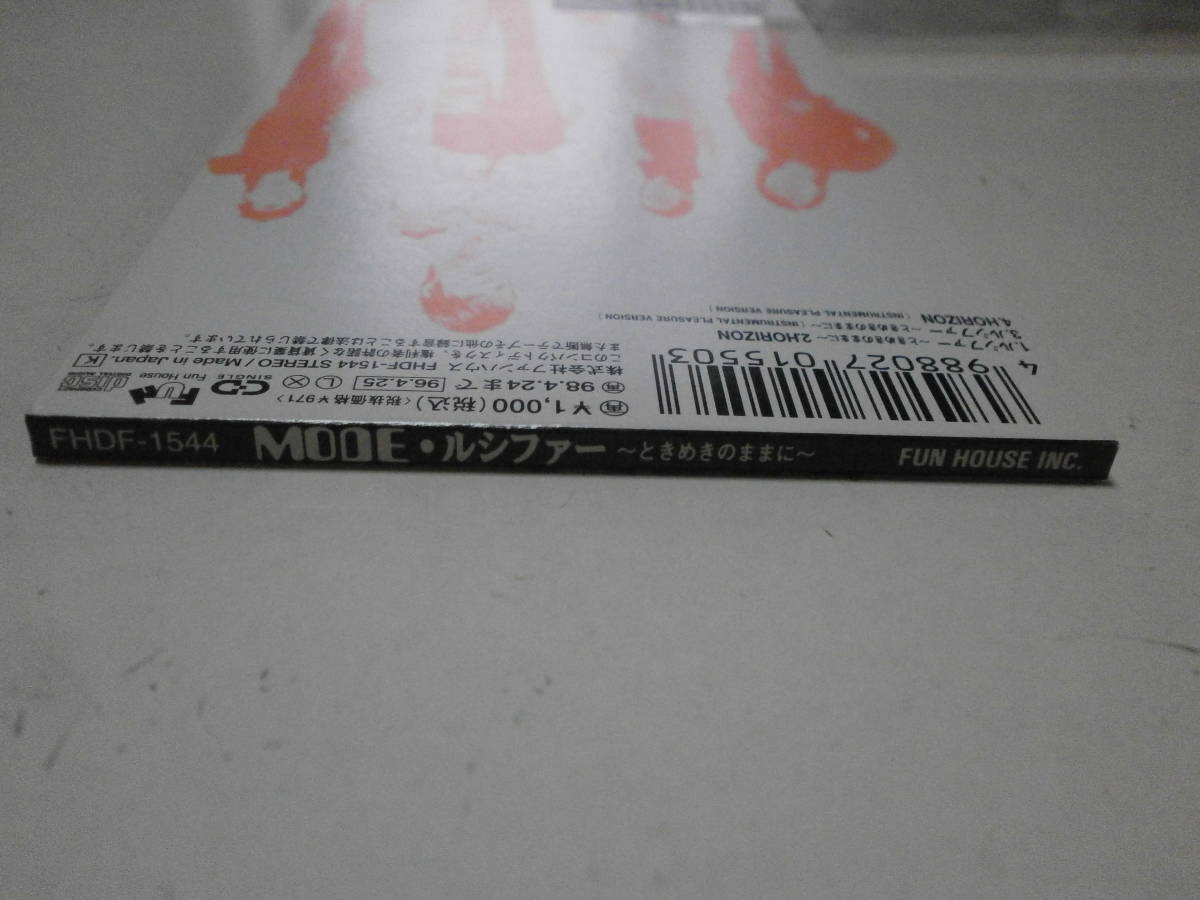 FHDF-1544 MODE・ルシファー ～ときめきのままに～ FUN HOUSE INC.
1.ルシファー ～ときめきのままに～ 2.HORIZON
3.ルシファー ～ときめきのままに～ (INSTRUMENTAL PLEASURE VERSION)
4.HORIZON (INSTRUMENTAL PLEASURE VERSION)
4 988027 015503
再 ¥1,000(税込)〈税抜価格¥971〉
再 98.4.24まで 96.4.25 L X
株式会社ファンハウス FHDF-1544 STEREO / Made in Japan. K
このコンパクトディスクを、権利者の許諾なく賃貸業に使用することを禁じます。
また無断でテープその他に録音することは法律で禁じられています。
FUN
Fun House
CD
SINGLE
disc